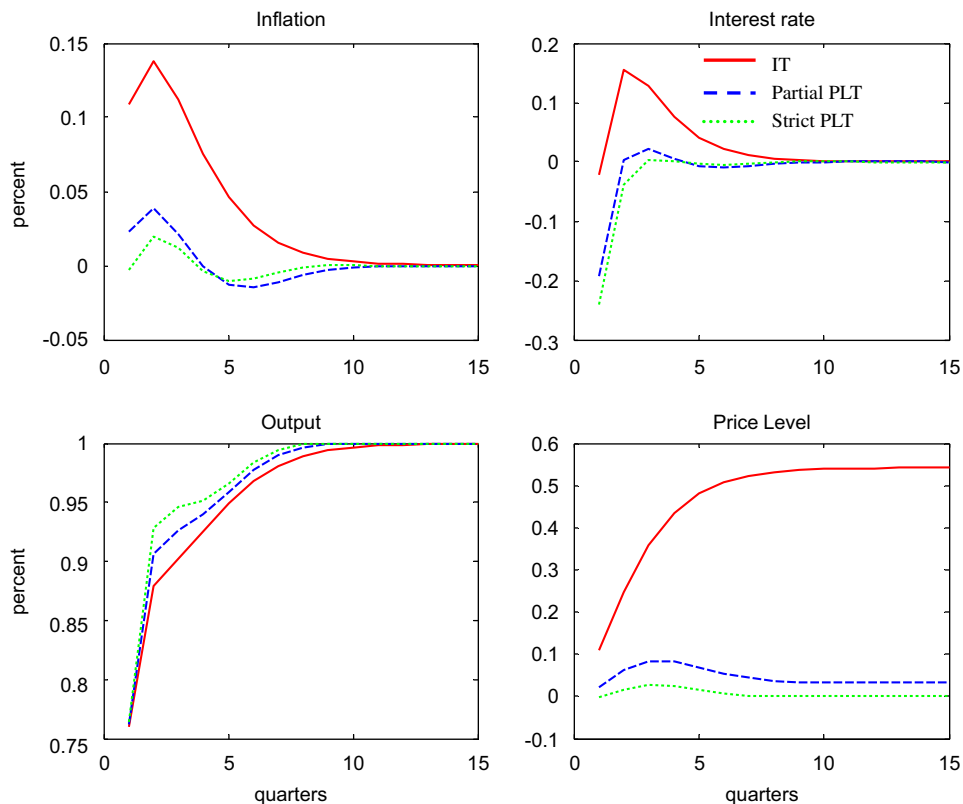 Inflation
0.15
0.1
0.05
0
-0.05
percent
0 5 10 15
Interest rate
0.2
0.1
0
-0.1
-0.2
-0.3
0 5 10 15
IT
Partial PLT
Strict PLT
Output
1
0.95
0.9
0.85
0.8
0.75
percent
0 5 10 15
quarters
Price Level
0.6
0.5
0.4
0.3
0.2
0.1
0
-0.1
0 5 10 15
quarters